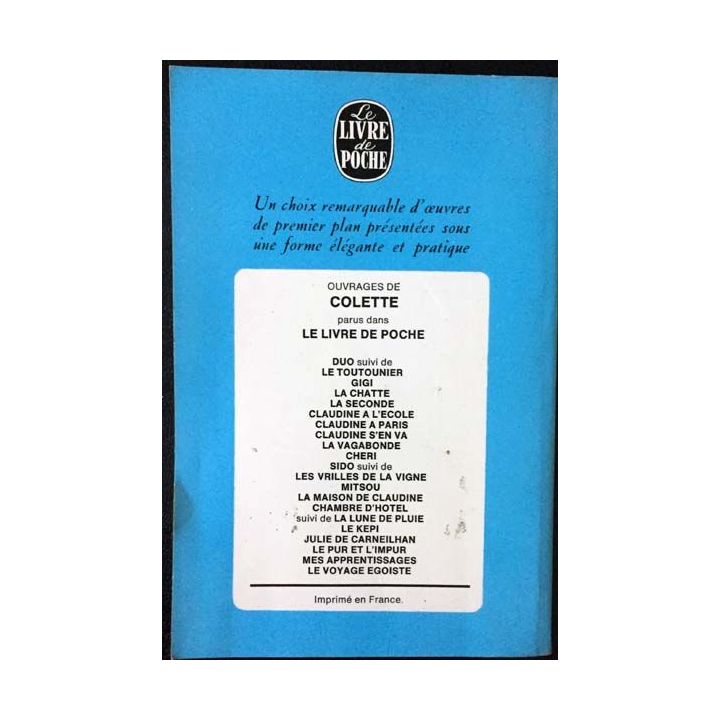 Le
LIVRE
de
POCHE
Un choix remarquable d'œuvres
de premier plan présentées sous
une forme élégante et pratique
OUVRAGES DE
COLETTE
parus dans
LE LIVRE DE POCHE
DUO suivi de
LE TOUTOUNIER
GIGI
LA CHATTE
LA SECONDE
CLAUDINE A L'ECOLE
CLAUDINE A PARIS
CLAUDINE S'EN VA
LA VAGABONDE
CHERI
SIDO suivi de
LES VRILLES DE LA VIGNE
MITSOU
LA MAISON DE CLAUDINE
CHAMBRE D'HOTEL
suivi de LA LUNE DE PLUIE
LE KEPI
JULIE DE CARNEILHAN
LE PUR ET L'IMPUR
MES APPRENTISSAGES
LE VOYAGE EGOISTE
Imprimé en France.